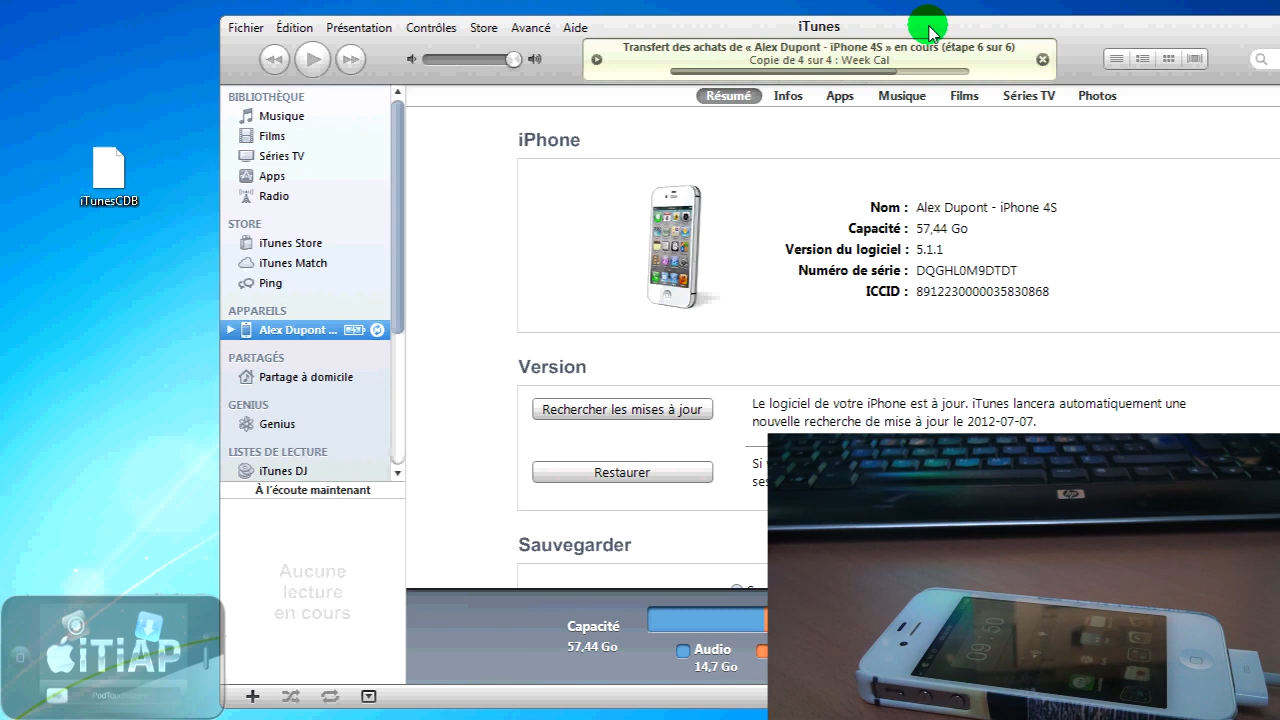 Fichier Édition Présentation Contrôles Store Avancé Aide
iTunes
Transfert des achats de « Alex Dupont - iPhone 4S » en cours (étape 6 sur 6)
Copie de 4 sur 4 : Week Cal
iTunesCDB
BIBLIOTHÈQUE
Musique
Films
Séries TV
Apps
Radio
STORE
iTunes Store
iTunes Match
Ping
APPAREILS
Alex Dupont ...
PARTAGÉS
Partage à domicile
GENIUS
Genius
LISTES DE LECTURE
iTunes DJ
À l'écoute maintenant
Aucune
lecture
en cours
Résumé Infos Apps Musique Films Séries TV Photos
iPhone
Nom : Alex Dupont - iPhone 4S
Capacité : 57,44 Go
Version du logiciel : 5.1.1
Numéro de série : DQGHL0M9DTDT
ICCID : 8912230000035830868
Version
Rechercher les mises à jour
Le logiciel de votre iPhone est à jour. iTunes lancera automatiquement une
nouvelle recherche de mise à jour le 2012-07-07.
Restaurer
Sauvegarder
Capacité
57,44 Go
Audio
14,7 Go
iTiAP
hp
09:50